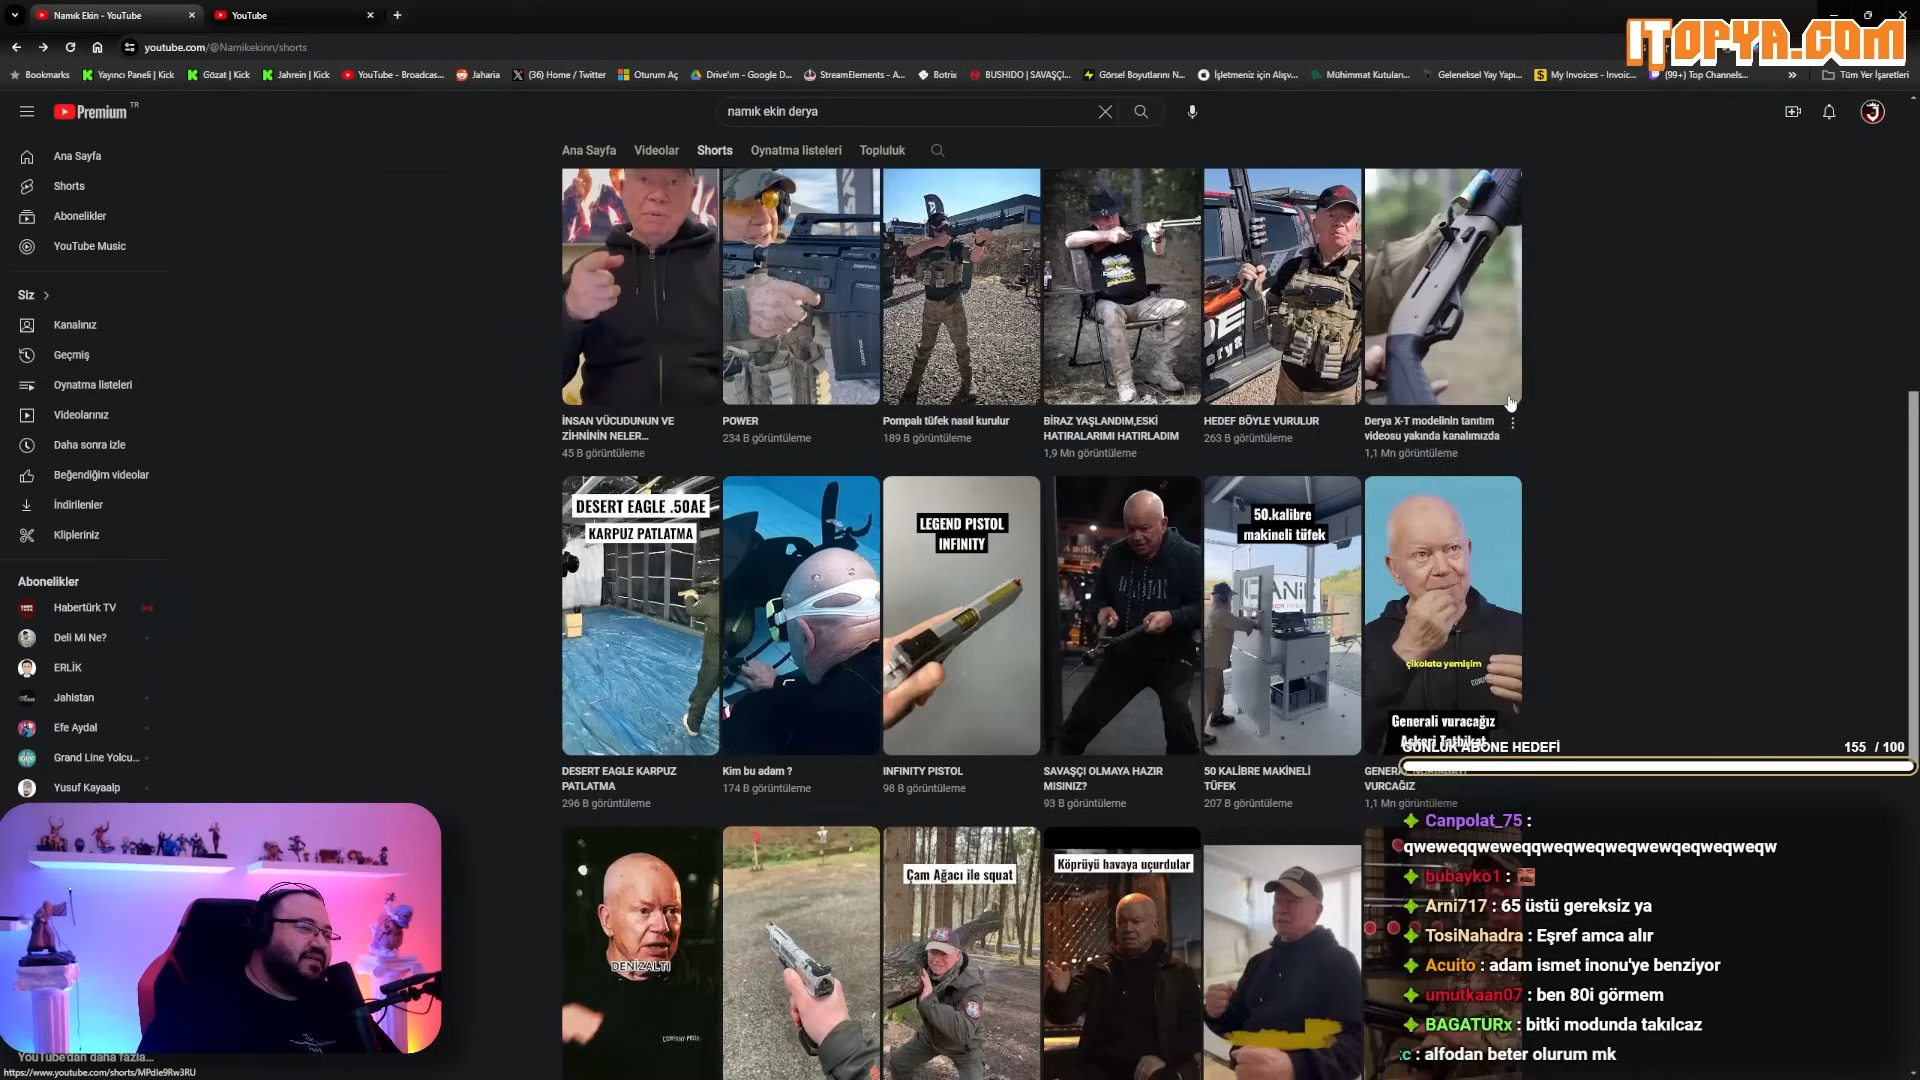 Namık Ekin - YouTube
YouTube
youtube.com/@Namikekinn/shorts
Bookmarks
Yayıncı Paneli | Kick
Gözat | Kick
Jahrein | Kick
YouTube - Broadcas...
Jaharia
(36) Home / Twitter
Oturum Aç
Drive'ım - Google D...
StreamElements - A...
Botrix
BUSHIDO | SAVAŞÇI...
Görsel Boyutlarını N...
İşletmeniz için Alışv...
Mühimmat Kutuları...
Geleneksel Yay Yapı...
My Invoices - Invoic...
(99+) Top Channels...
Tüm Yer İşaretleri
ITOPYA.COM
Premium TR
namık ekin derya
Ana Sayfa
Videolar
Shorts
Oynatma listeleri
Topluluk
Ana Sayfa
Shorts
Abonelikler
YouTube Music
Siz
Kanalınız
Geçmiş
Oynatma listeleri
Videolarınız
Daha sonra izle
Beğendiğim videolar
İndirilenler
Klipleriniz
Abonelikler
Habertürk TV
Deli Mi Ne?
ERLİK
Jahistan
Efe Aydal
Grand Line Yolcu...
Yusuf Kayaalp
YouTube'dan daha fazla...
https://www.youtube.com/shorts/MPdle9Rw3RU
İNSAN VÜCUDUNUN VE
ZİHNİNİN NELER...
45 B görüntüleme
POWER
234 B görüntüleme
Pompalı tüfek nasıl kurulur
189 B görüntüleme
BİRAZ YAŞLANDIM,ESKİ
HATIRALARIMI HATIRLADIM
1,9 Mn görüntüleme
HEDEF BÖYLE VURULUR
263 B görüntüleme
Derya X-T modelinin tanıtım
videosu yakında kanalımızda
1,1 Mn görüntüleme
DESERT EAGLE .50AE
KARPUZ PATLATMA
LEGEND PISTOL
INFINITY
50.kalibre
makineli tüfek
çikolata yemişim
Generali vuracağız
Askeri Tatbikat
DESERT EAGLE KARPUZ
PATLATMA
296 B görüntüleme
Kim bu adam ?
174 B görüntüleme
INFINITY PISTOL
98 B görüntüleme
SAVAŞÇI OLMAYA HAZIR
MISINIZ?
93 B görüntüleme
50 KALİBRE MAKİNELİ
TÜFEK
207 B görüntüleme
VURCAĞIZ
1,1 Mn görüntüleme
GÜNLÜK ABONE HEDEFİ
155 / 100
DENİZALTI
Çam Ağacı ile squat
Köprüyü havaya uçurdular
Canpolat_75 :
qweweqqweweqqweqweqweqwewqeqweqweqw
bubayko1 :
Arni717 : 65 üstü gereksiz ya
TosiNahadra : Eşref amca alır
Acuito : adam ismet inonu'ye benziyor
umutkaan07 : ben 80i görmem
BAGATURx : bitki modunda takılcaz
: alfodan beter olurum mk